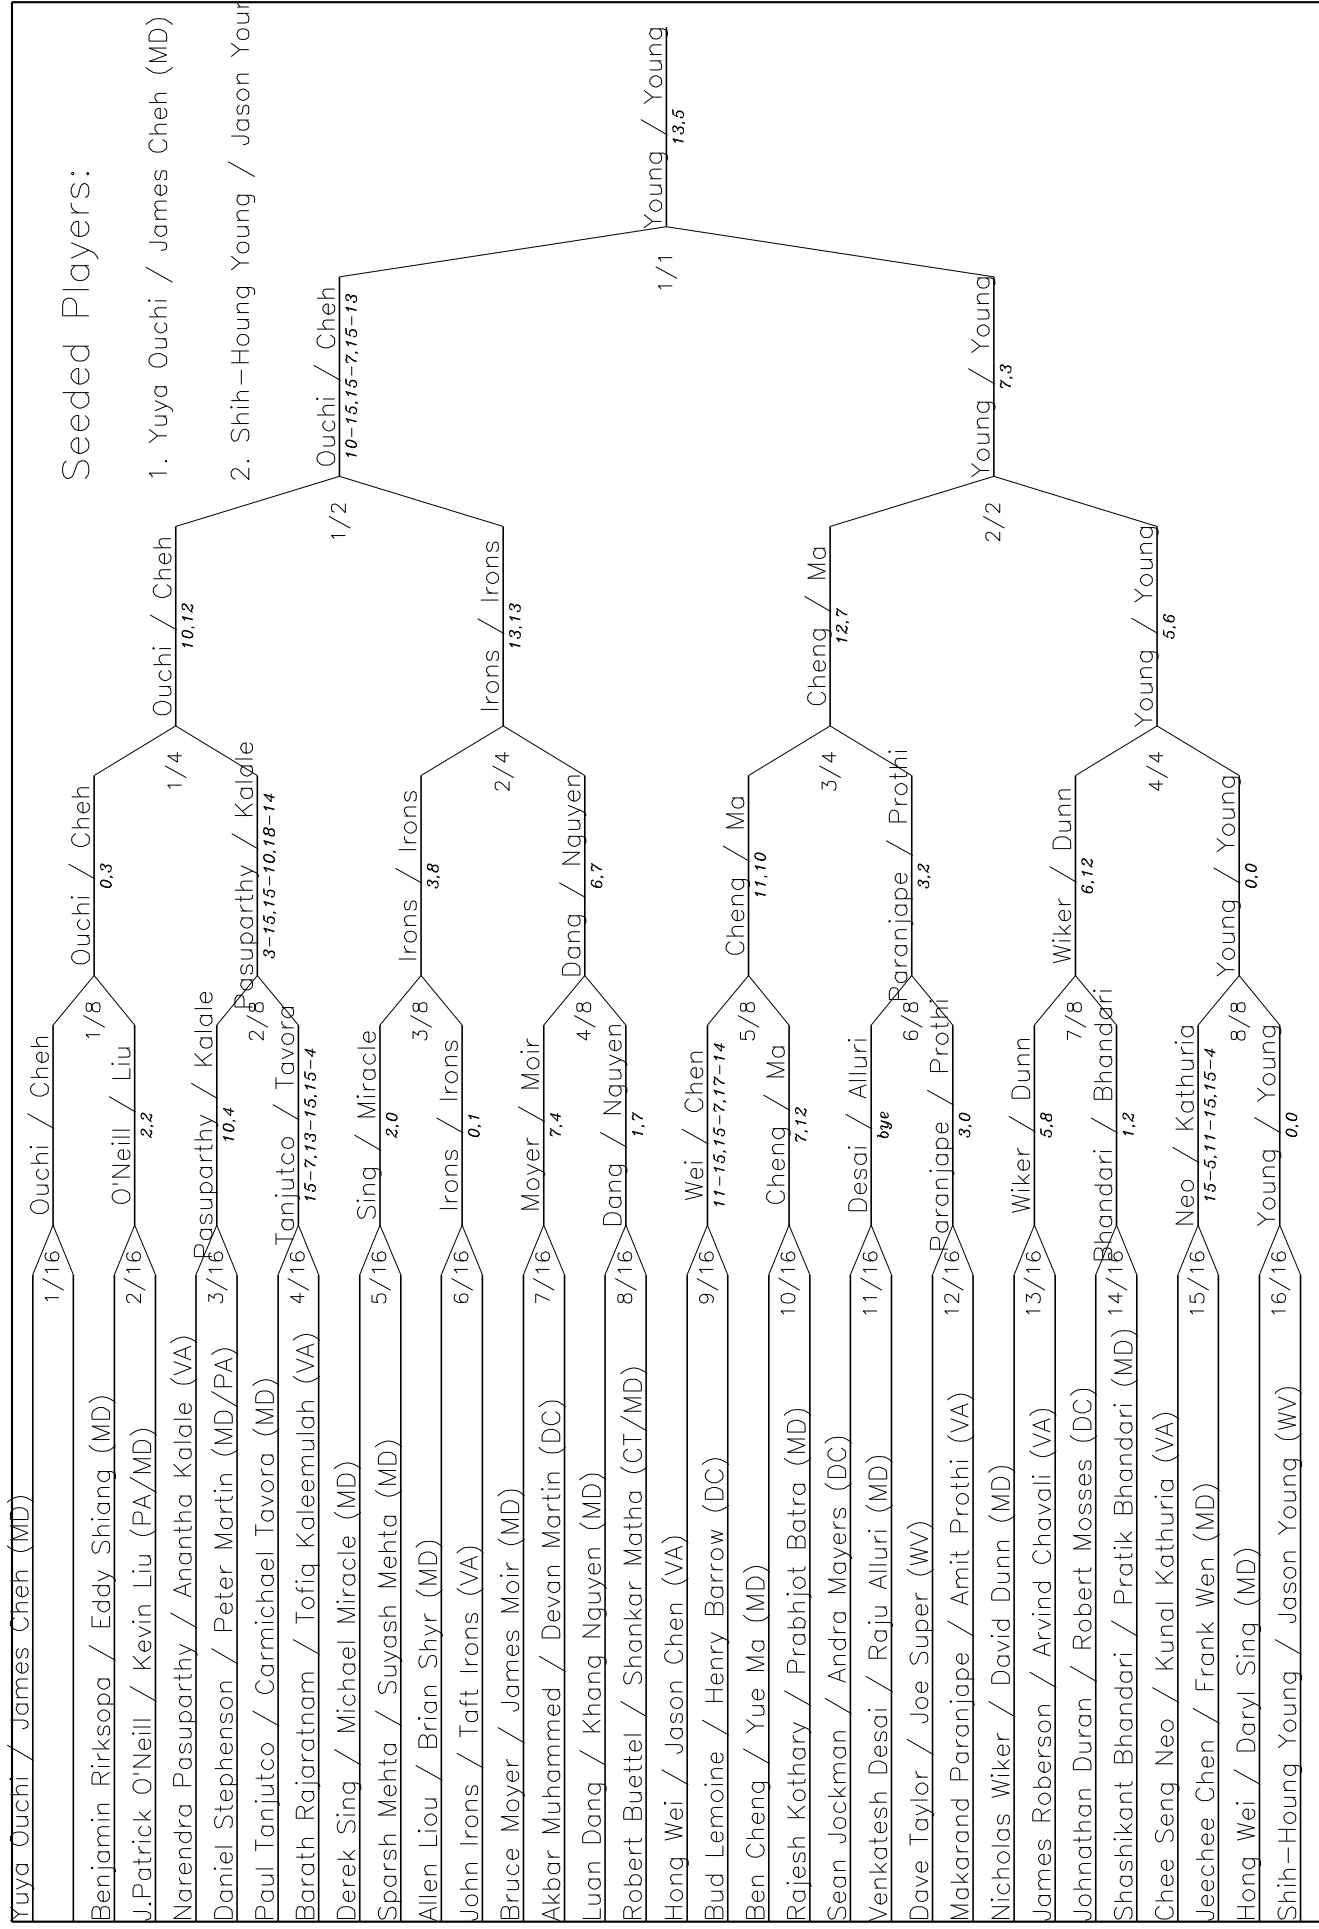 Seeded Players:
1. Yuya Ouchi / James Cheh (MD)
2. Shih-Houng Young / Jason Your
Yuya Ouchi / James Cheh (MD)
Benjamin Rirksopa / Eddy Shiang (MD)
J.Patrick O'Neill / Kevin Liu (PA/MD)
Narendra Pasuparthy / Anantha Kalale (VA)
Daniel Stephenson / Peter Martin (MD/PA)
Paul Tanjutco / Carmichael Tavora (MD)
Barath Rajaratnam / Tofiq Kaleemulah (VA)
Derek Sing / Michael Miracle (MD)
Sparsh Mehta / Suyash Mehta (MD)
Allen Liou / Brian Shyr (MD)
John Irons / Taft Irons (VA)
Bruce Moyer / James Moir (MD)
Akbar Muhammed / Devan Martin (DC)
Luan Dang / Khang Nguyen (MD)
Robert Buettel / Shankar Matha (CT/MD)
Hong Wei / Jason Chen (VA)
Bud Lemoine / Henry Barrow (DC)
Ben Cheng / Yue Ma (MD)
Rajesh Kothary / Prabhjot Batra (MD)
Sean Jockman / Andra Mayers (DC)
Venkatesh Desai / Raju Alluri (MD)
Dave Taylor / Joe Super (WV)
Makarand Paranjape / Amit Prothi (VA)
Nicholas Wiker / David Dunn (MD)
James Roberson / Arvind Chavali (VA)
Johnathan Duran / Robert Mosses (DC)
Shashikant Bhandari / Pratik Bhandari (MD)
Chee Seng Neo / Kunal Kathuria (VA)
Jeechee Chen / Frank Wen (MD)
Hong Wei / Daryl Sing (MD)
Shih-Houng Young / Jason Young (WV)
1/16
2/16
3/16
4/16
5/16
6/16
7/16
8/16
9/16
10/16
11/16
12/16
13/16
14/16
15/16
16/16
Ouchi / Cheh
O'Neill / Liu
2,2
Pasuparthy / Kalale
10,4
Tanjutco / Tavora
15-7,13-15,15-4
Sing / Miracle
2,0
Irons / Irons
0,1
Moyer / Moir
7,4
Dang / Nguyen
1,7
Wei / Chen
11-15,15-7,17-14
Cheng / Ma
7,12
Desai / Alluri
bye
Paranjape / Prothi
3,0
Wiker / Dunn
5,8
Bhandari / Bhandari
1,2
Neo / Kathuria
15-5,11-15,15-4
Young / Young
0,0
1/8
2/8
3/8
4/8
5/8
6/8
7/8
8/8
Ouchi / Cheh
0,3
Pasuparthy / Kalale
3-15,15-10,18-14
Irons / Irons
3,8
Dang / Nguyen
6,7
Cheng / Ma
11,10
Paranjape / Prothi
3,2
Wiker / Dunn
6,12
Young / Young
0,0
1/4
2/4
3/4
4/4
Ouchi / Cheh
10,12
Irons / Irons
13,13
Cheng / Ma
12,7
Young / Young
5,6
1/2
2/2
Ouchi / Cheh
10-15,15-7,15-13
Young / Young
7,3
1/1
Young / Young
13,5